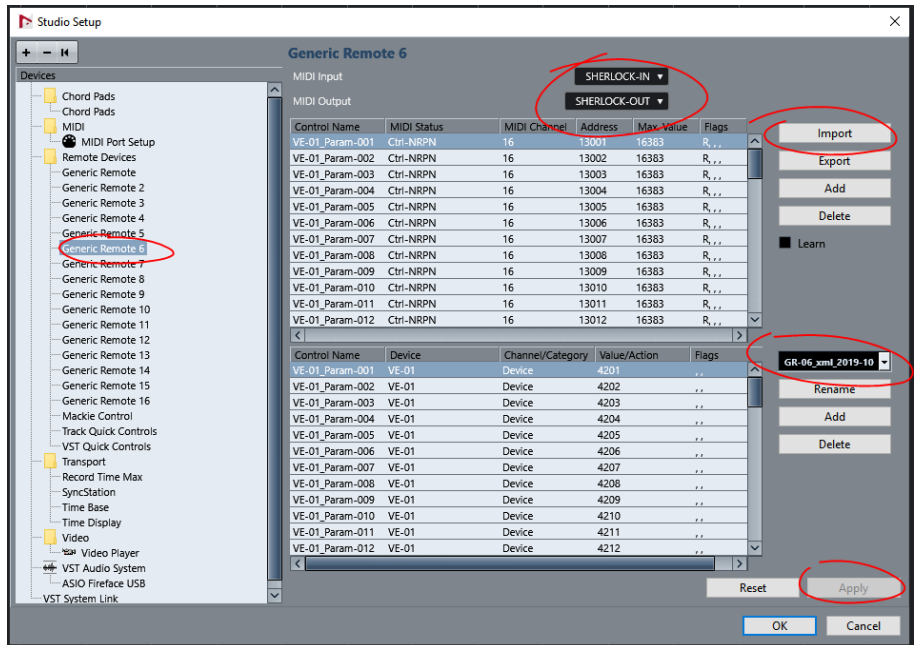 Studio Setup
Devices
Chord Pads
Chord Pads
MIDI
MIDI Port Setup
Remote Devices
Generic Remote
Generic Remote 2
Generic Remote 3
Generic Remote 4
Generic Remote 5
Generic Remote 6
Generic Remote 7
Generic Remote 8
Generic Remote 9
Generic Remote 10
Generic Remote 11
Generic Remote 12
Generic Remote 13
Generic Remote 14
Generic Remote 15
Generic Remote 16
Mackie Control
Track Quick Controls
VST Quick Controls
Transport
Record Time Max
SyncStation
Time Base
Time Display
Video
Video Player
VST Audio System
ASIO Fireface USB
VST System Link
Generic Remote 6
MIDI Input SHERLOCK-IN
MIDI Output SHERLOCK-OUT
Control Name MIDI Status MIDI Channel Address Max. Value Flags
VE-01_Param-001 Ctrl-NRPN 16 13001 16383 R, , ,
VE-01_Param-002 Ctrl-NRPN 16 13002 16383 R, , ,
VE-01_Param-003 Ctrl-NRPN 16 13003 16383 R, , ,
VE-01_Param-004 Ctrl-NRPN 16 13004 16383 R, , ,
VE-01_Param-005 Ctrl-NRPN 16 13005 16383 R, , ,
VE-01_Param-006 Ctrl-NRPN 16 13006 16383 R, , ,
VE-01_Param-007 Ctrl-NRPN 16 13007 16383 R, , ,
VE-01_Param-008 Ctrl-NRPN 16 13008 16383 R, , ,
VE-01_Param-009 Ctrl-NRPN 16 13009 16383 R, , ,
VE-01_Param-010 Ctrl-NRPN 16 13010 16383 R, , ,
VE-01_Param-011 Ctrl-NRPN 16 13011 16383 R, , ,
VE-01_Param-012 Ctrl-NRPN 16 13012 16383 R, , ,
Import
Export
Add
Delete
Learn
Control Name Device Channel/Category Value/Action Flags
VE-01_Param-001 VE-01 Device 4201 , ,
VE-01_Param-002 VE-01 Device 4202 , ,
VE-01_Param-003 VE-01 Device 4203 , ,
VE-01_Param-004 VE-01 Device 4204 , ,
VE-01_Param-005 VE-01 Device 4205 , ,
VE-01_Param-006 VE-01 Device 4206 , ,
VE-01_Param-007 VE-01 Device 4207 , ,
VE-01_Param-008 VE-01 Device 4208 , ,
VE-01_Param-009 VE-01 Device 4209 , ,
VE-01_Param-010 VE-01 Device 4210 , ,
VE-01_Param-011 VE-01 Device 4211 , ,
VE-01_Param-012 VE-01 Device 4212 , ,
GR-06_xml_2019-10
Rename
Add
Delete
Reset Apply
OK Cancel